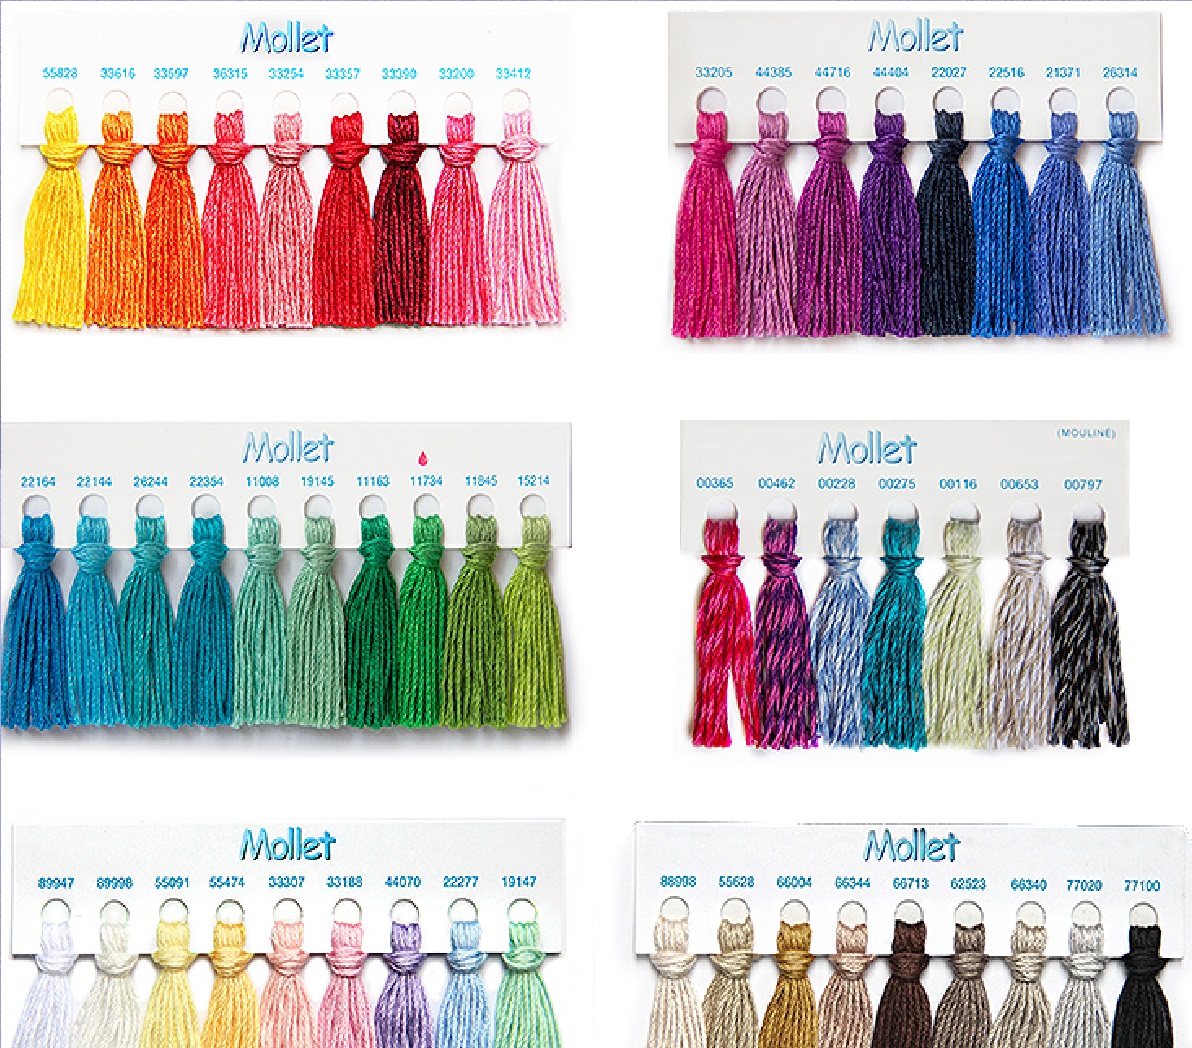 Mollet
55828 33616 33597 36315 33254 33357 33390 33200 33412
Mollet
33205 44385 44716 44484 22027 22516 21371 26314
Mollet
22164 22144 26244 22354 11008 19145 11163 11734 11845 15214
(MOULINÉ)
Mollet
00365 00462 00228 00275 00116 00653 00797
Mollet
89947 69998 55091 55474 33307 33188 44070 22277 19147
Mollet
88998 55628 66004 66344 66713 62523 66340 77020 77100